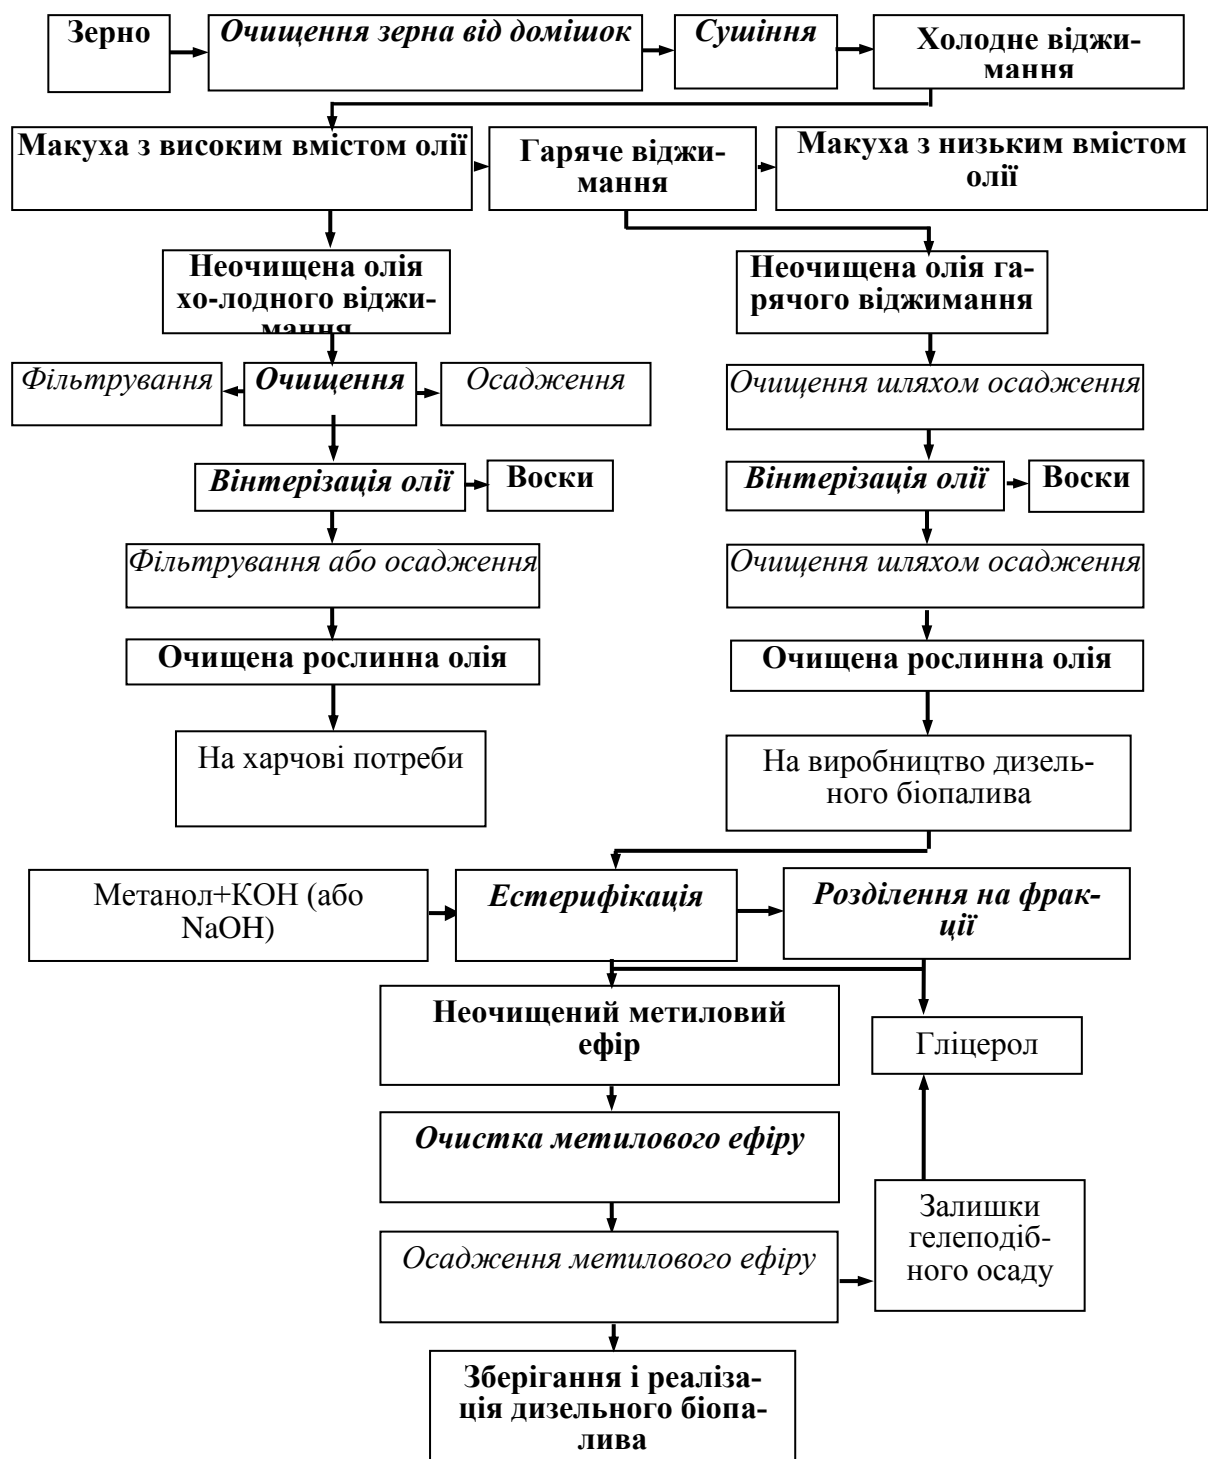 Зерно
Очищення зерна від домішок
Сушіння
Холодне віджи-
мання
Макуха з високим вмістом олії
Гаряче віджи-
мання
Макуха з низьким вмістом
олії
Неочищена олія
хо-лодного віджи-
мання
Неочищена олія га-
рячого віджимання
Фільтрування
Очищення
Осадження
Очищення шляхом осадження
Вінтерізація олії
Воски
Вінтерізація олії
Воски
Фільтрування або осадження
Очищення шляхом осадження
Очищена рослинна олія
Очищена рослинна олія
На харчові потреби
На виробництво дизель-
ного біопалива
Метанол+КОН (або
NaOH)
Естерифікація
Розділення на фрак-
ції
Неочищений метиловий
ефір
Гліцерол
Очистка метилового ефіру
Осадження метилового ефіру
Залишки
гелеподіб-
ного осаду
Зберігання і реаліза-
ція дизельного біопа-
лива